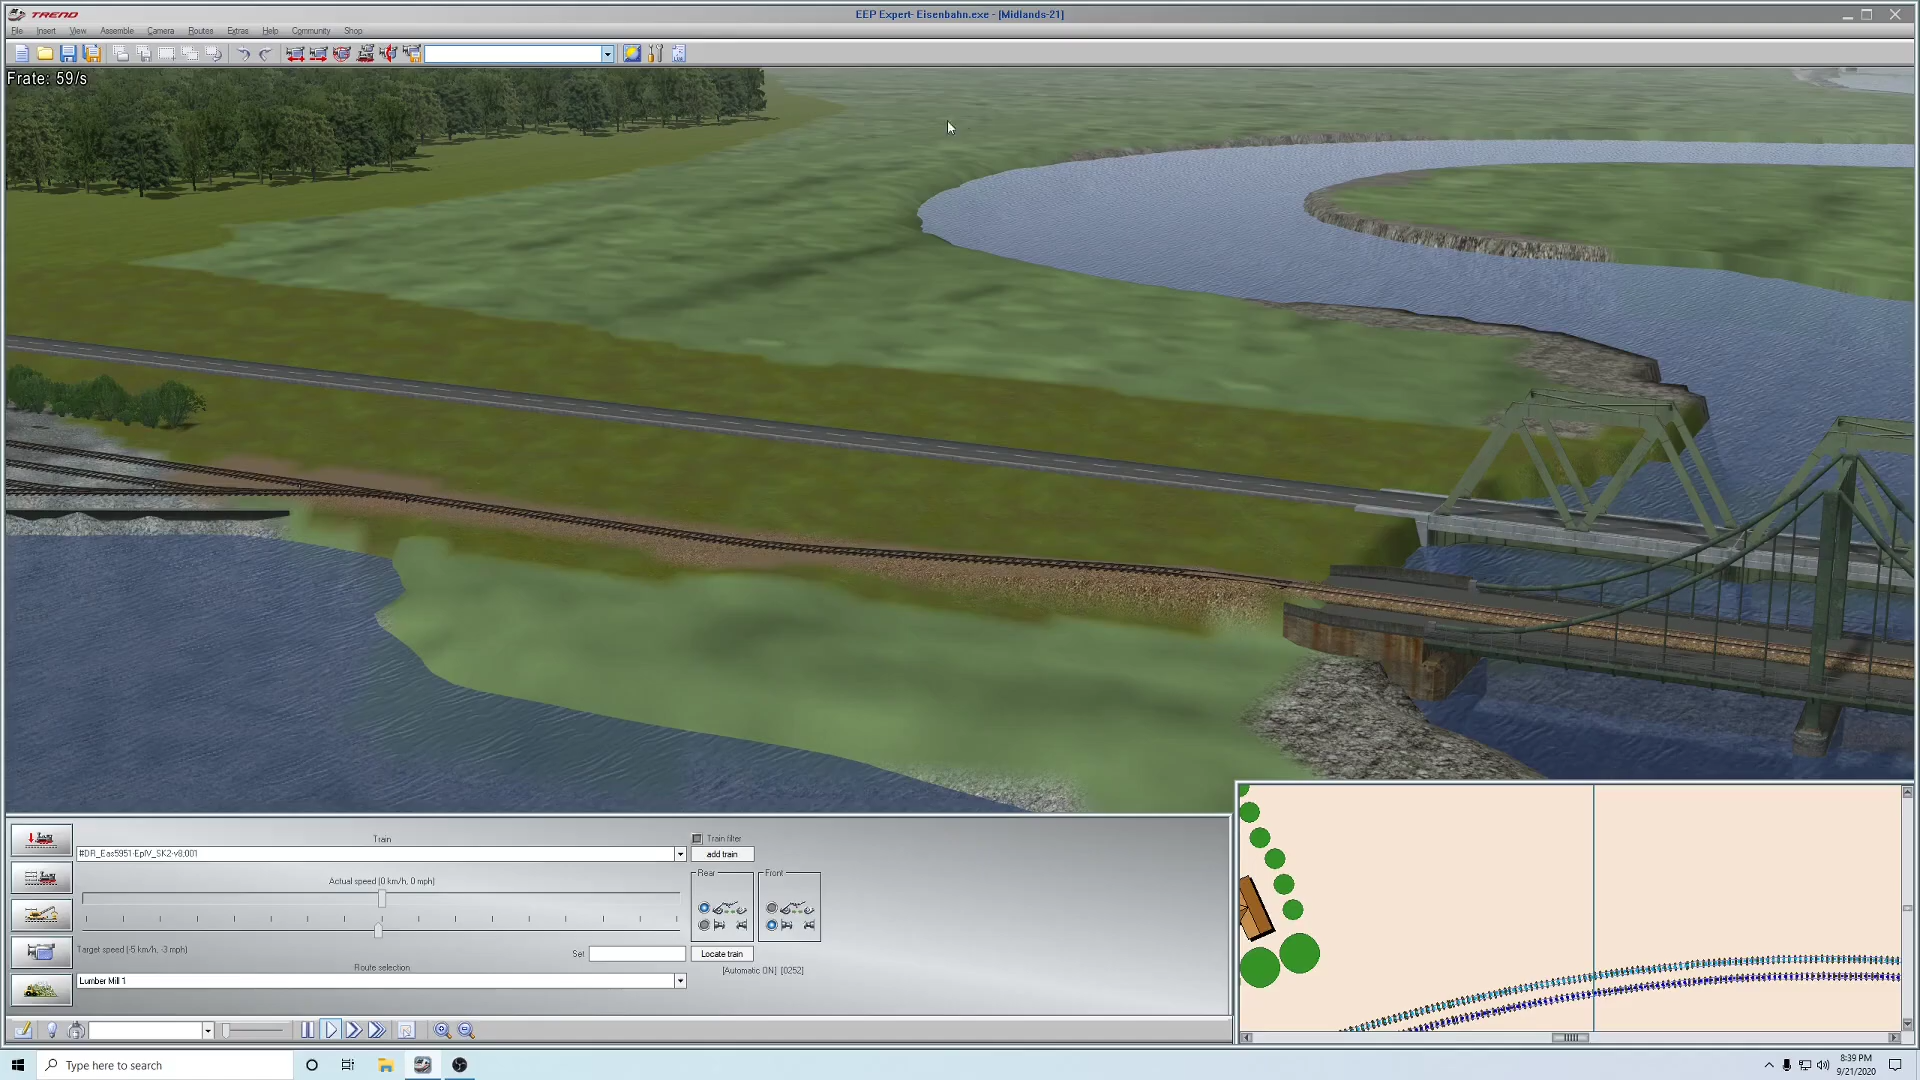 TREND
EEP Expert- Eisenbahn.exe - [Midlands-21]
File Insert View Assemble Camera Routes Extras Help Community Shop
Frate: 59/s
Train
#DR_Eas5951-EpIV_SK2-v8;001
Train filter
add train
Actual speed (0 km/h, 0 mph)
Rear
Front
Target speed (-5 km/h, -3 mph)
Set
Locate train
Route selection
[Automatic ON] [0252]
Lumber Mill 1
Type here to search
8:39 PM
9/21/2020